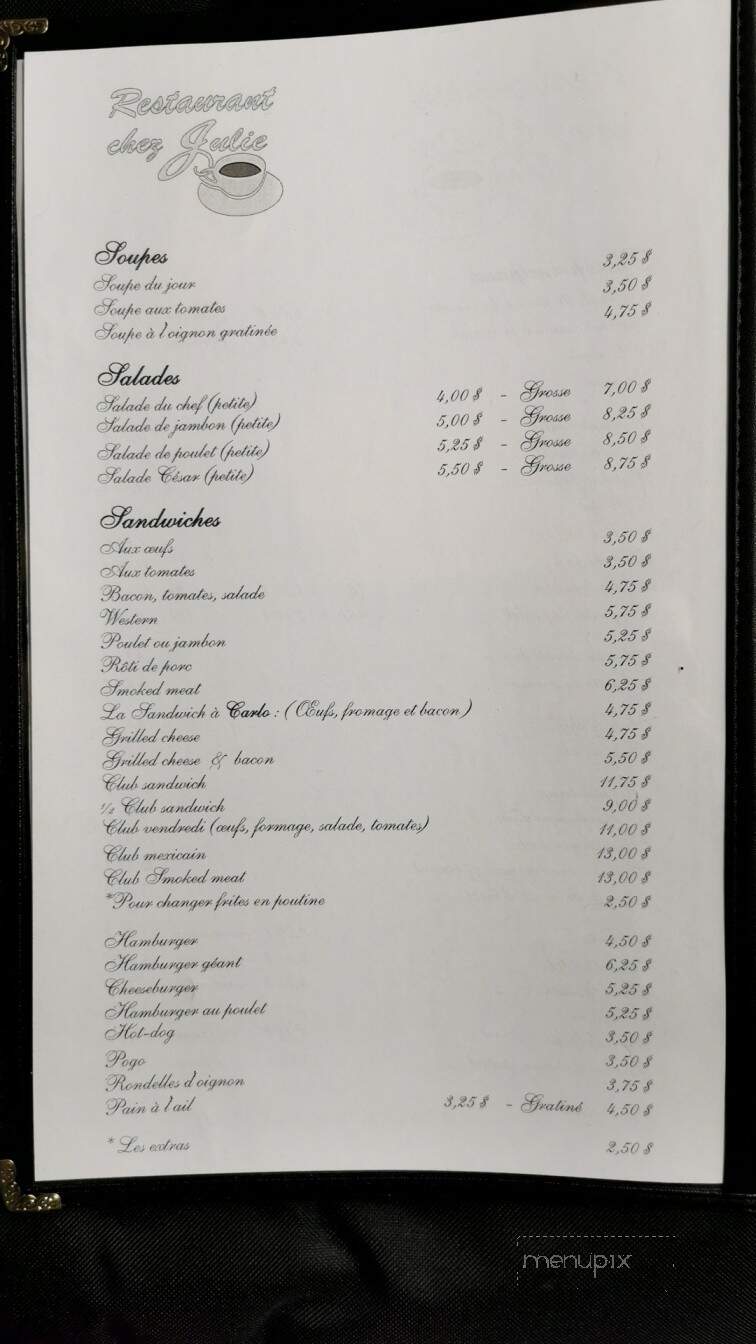 Restaurant
chez Julie
Soupes 3,25 $
Soupe du jour 3,50 $
Soupe aux tomates 4,75 $
Soupe à l'oignon gratinée
Salades
Salade du chef (petite) 4,00 $ - Grosse 7,00 $
Salade de jambon (petite) 5,00 $ - Grosse 8,25 $
Salade de poulet (petite) 5,25 $ - Grosse 8,50 $
Salade César (petite) 5,50 $ - Grosse 8,75 $
Sandwiches
Aux œufs 3,50 $
Aux tomates 3,50 $
Bacon, tomates, salade 4,75 $
Western 5,75 $
Poulet ou jambon 5,25 $
Rôti de porc 5,75 $
Smoked meat 6,25 $
La Sandwich à Carlo : (Œufs, fromage et bacon) 4,75 $
Grilled cheese 4,75 $
Grilled cheese & bacon 5,50 $
Club sandwich 11,75 $
½ Club sandwich 9,00 $
Club vendredi (œufs, formage, salade, tomates) 11,00 $
Club mexicain 13,00 $
Club Smoked meat 13,00 $
*Pour changer frites en poutine 2,50 $
Hamburger 4,50 $
Hamburger géant 6,25 $
Cheeseburger 5,25 $
Hamburger au poulet 5,25 $
Hot-dog 3,50 $
Pogo 3,50 $
Rondelles d'oignon 3,75 $
Pain à l'ail 3,25 $ - Gratiné 4,50 $
* Les extras 2,50 $
menupix